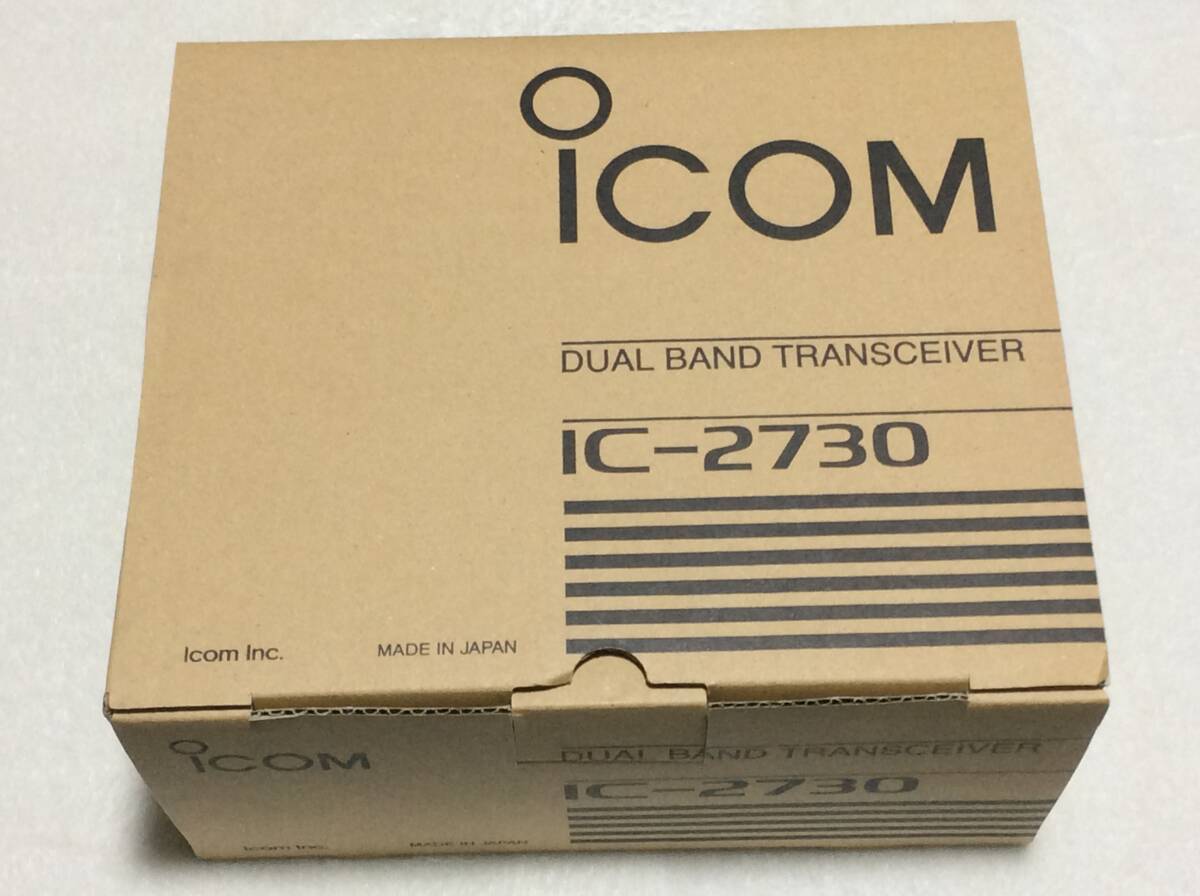 iCOM
DUAL BAND TRANSCEIVER
IC-2730
Icom Inc.
MADE IN JAPAN
iCOM
DUAL BAND TRANSCEIVER
IC-2730
Icom Inc.
MADE IN JAPAN